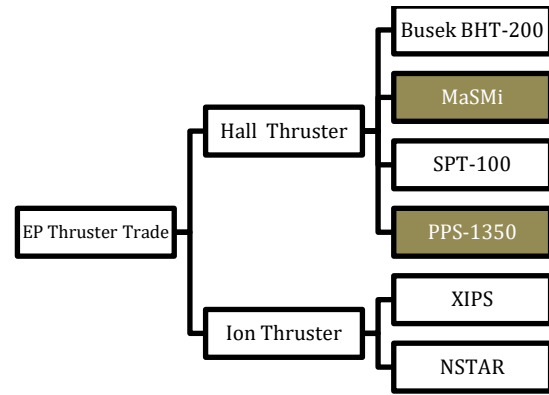 Busek BHT-200
MaSMi
Hall Thruster
SPT-100
PPS-1350
EP Thruster Trade
XIPS
Ion Thruster
NSTAR